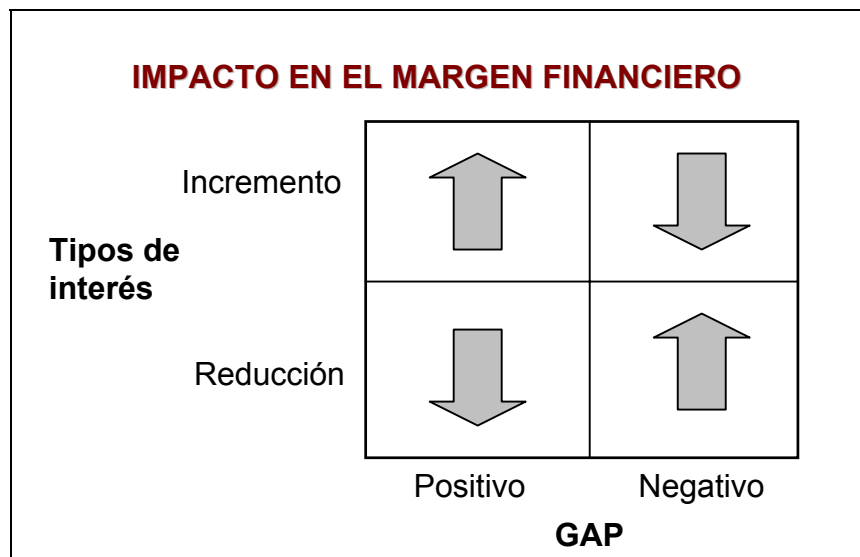 IMPACTO EN EL MARGEN FINANCIERO
Incremento
Tipos de
interés
Reducción
Positivo
Negativo
GAP